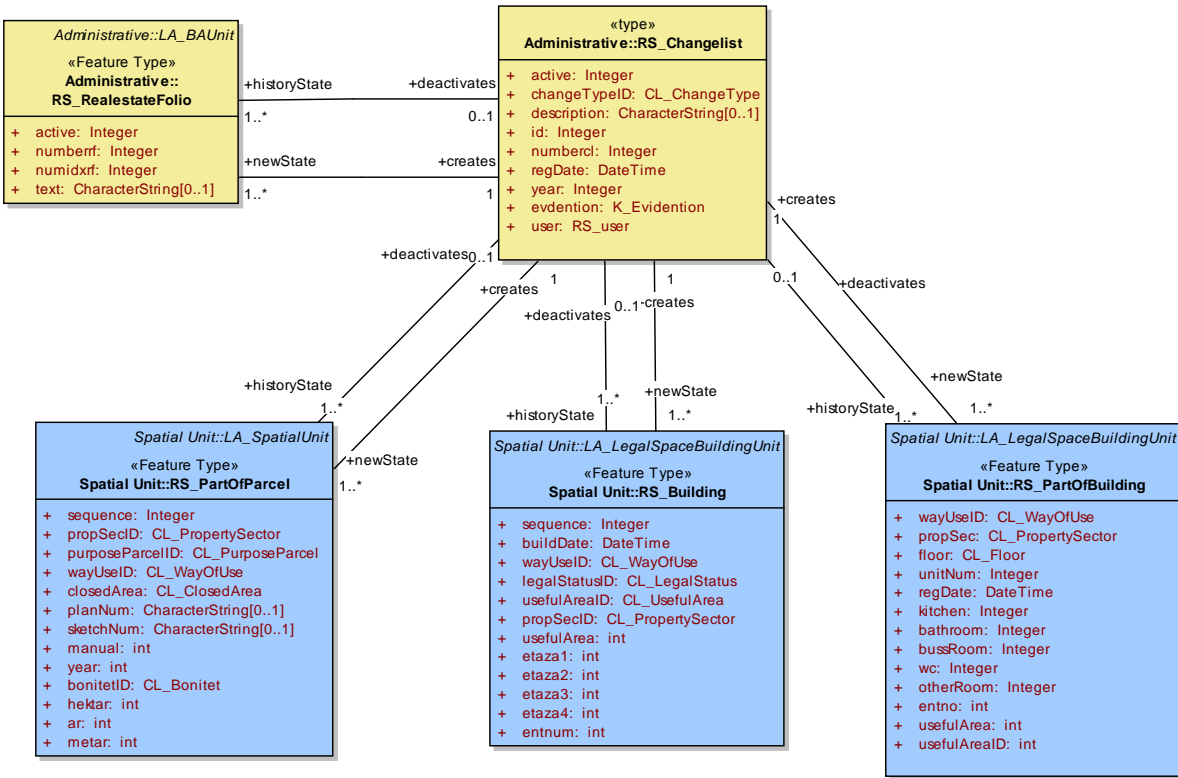 Administrative::LA_BAUnit
«Feature Type»
Administrative::
RS_RealestateFolio
+ active: Integer
+ numberrf: Integer
+ numidxrf: Integer
+ text: CharacterString[0..1]
«type»
Administrative::RS_Changelist
+ active: Integer
+ changeTypeID: CL_ChangeType
+ description: CharacterString[0..1]
+ id: Integer
+ numbercl: Integer
+ regDate: DateTime
+ year: Integer
+ evdention: K_Evidention
+ user: RS_user
+historyState
1..*
+deactivates
0..1
+newState
1..*
+creates
1
+deactivates
0..1
+creates
1
+historyState
1..*
+newState
1..*
+deactivates
0..1
+creates
1
+historyState
1..*
+newState
1..*
+creates
1
0..1
+deactivates
+historyState
1..*
+newState
1..*
Spatial Unit::LA_SpatialUnit
«Feature Type»
Spatial Unit::RS_PartOfParcel
+ sequence: Integer
+ propSecID: CL_PropertySector
+ purposeParcelID: CL_PurposeParcel
+ wayUseID: CL_WayOfUse
+ closedArea: CL_ClosedArea
+ planNum: CharacterString[0..1]
+ sketchNum: CharacterString[0..1]
+ manual: int
+ year: int
+ bonitetID: CL_Bonitet
+ hektar: int
+ ar: int
+ metar: int
Spatial Unit::LA_LegalSpaceBuildingUnit
«Feature Type»
Spatial Unit::RS_Building
+ sequence: Integer
+ buildDate: DateTime
+ wayUseID: CL_WayOfUse
+ legalStatusID: CL_LegalStatus
+ usefulAreaID: CL_UsefulArea
+ propSecID: CL_PropertySector
+ usefulArea: int
+ etaza1: int
+ etaza2: int
+ etaza3: int
+ etaza4: int
+ entnum: int
Spatial Unit::LA_LegalSpaceBuildingUnit
«Feature Type»
Spatial Unit::RS_PartOfBuilding
+ wayUseID: CL_WayOfUse
+ propSec: CL_PropertySector
+ floor: CL_Floor
+ unitNum: Integer
+ regDate: DateTime
+ kitchen: Integer
+ bathroom: Integer
+ bussRoom: Integer
+ wc: Integer
+ otherRoom: Integer
+ entno: int
+ usefulArea: int
+ usefulAreaID: int